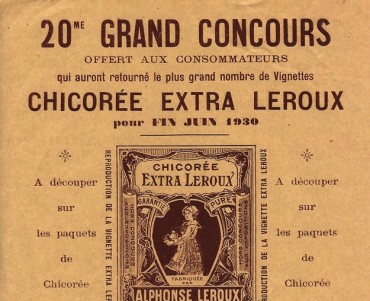 20ME GRAND CONCOURS
OFFERT AUX CONSOMMATEURS
qui auront retourné le plus grand nombre de Vignettes
CHICORÉE EXTRA LEROUX
pour FIN JUIN 1930
A découper
sur
les paquets
de
Chicorée
REPRODUCTION DE LA VIGNETTE EXTRA LEROUX
CHICORÉE
EXTRA LEROUX
GARANTIE
PURE
FABRIQUÉE
PAR
ALPHONSE LEROUX
REPRODUCTION DE LA VIGNETTE EXTRA LEROUX
A découper
sur
les paquets
de
Chicorée